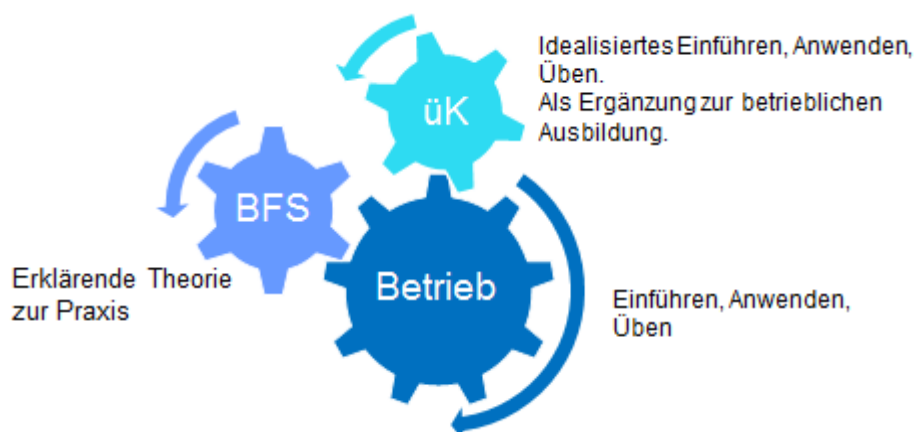 üK
Idealisiertes Einführen, Anwenden,
Üben.
Als Ergänzung zur betrieblichen
Ausbildung.
BFS
Erklärende Theorie
zur Praxis
Betrieb
Einführen, Anwenden,
Üben